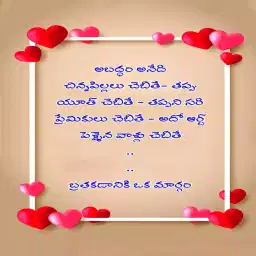 అబద్ధం అనేది
చిన్నపిల్లలు చెబితే- తప్పు
యూత్ చెబితే - తప్పని సరి
ప్రేమికులు చెబితే - అదో ఆర్ట్
పెళ్లైన వాళ్లు చెబితే
..
..
బ్రతకడానికి ఒక మార్గం